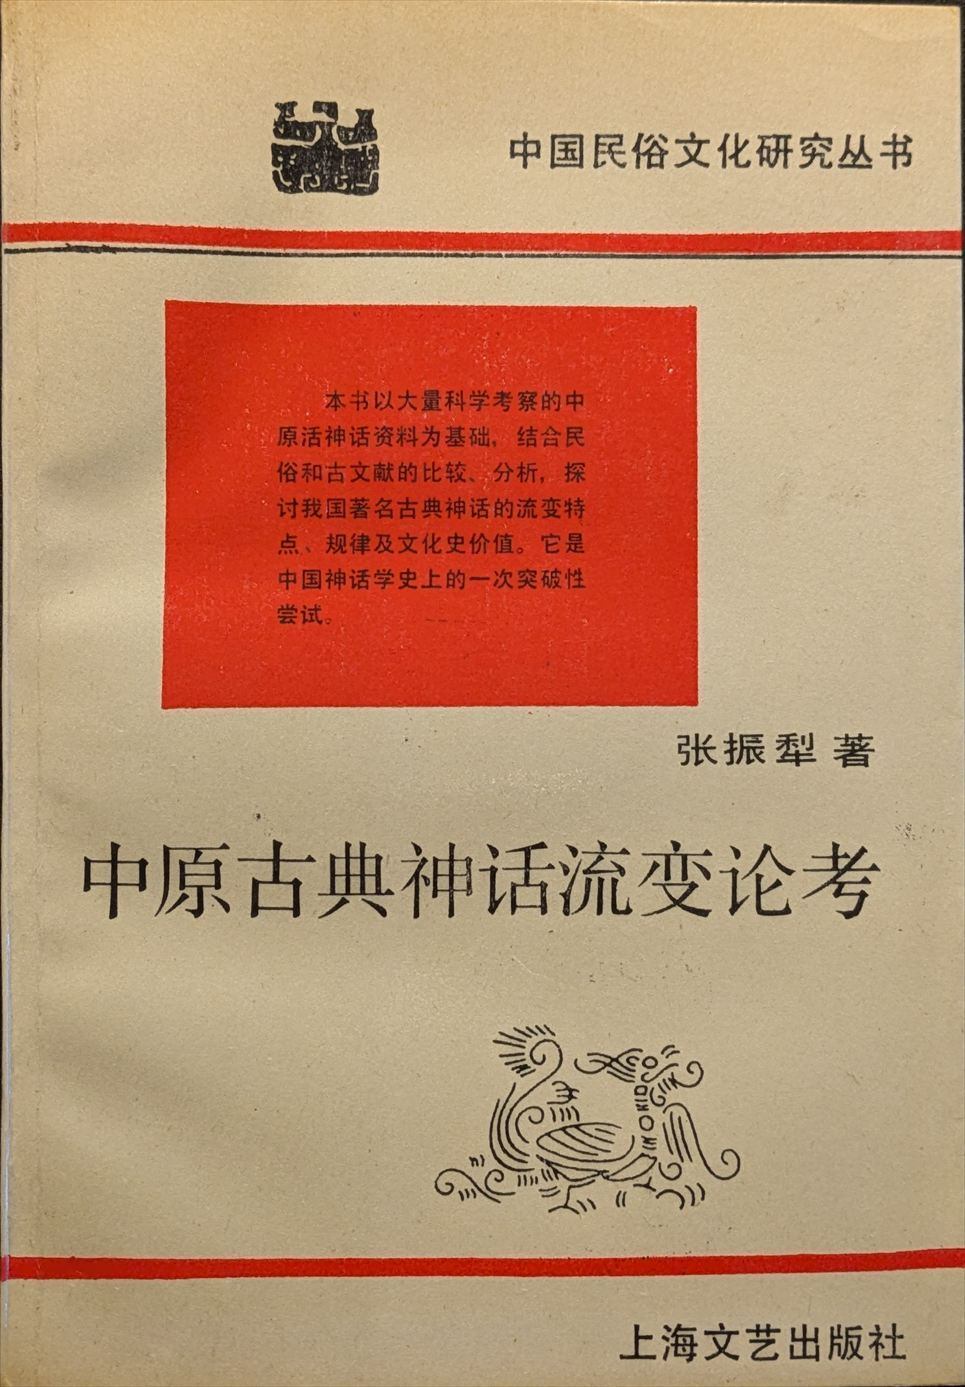 中国民俗文化研究丛书
本书以大量科学考察的中
原活神话资料为基础，结合民
俗和古文献的比较、分析，探
讨我国著名古典神话的流变特
点、规律及文化史价值。它是
中国神话学史上的一次突破性
尝试。
张振犁 著
中原古典神话流变论考
上海文艺出版社